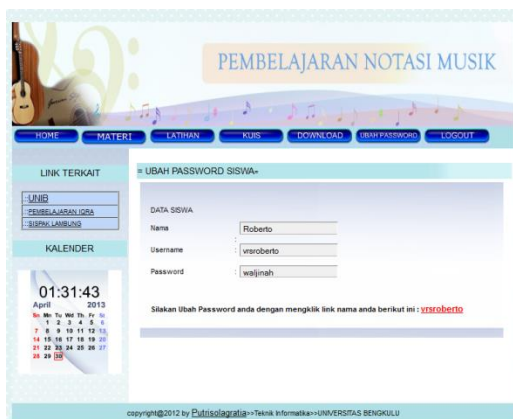 PEMBELAJARAN NOTASI MUSIK
HOME MATERI LATIHAN KUIS DOWNLOAD UBAH PASSWORD LOGOUT
LINK TERKAIT
UNIB
PEMBELAJARAN IQRA
SISPAK LAMBUNG
KALENDER
01:31:43
April 2013
Sn Mn Tu Wd Th Fr St
1 2 3 4 5 6
7 8 9 10 11 12 13
14 15 16 17 18 19 20
21 22 23 24 25 26 27
28 29 30
= UBAH PASSWORD SISWA»
DATA SISWA
Nama : Roberto
Username : vrsroberto
Password : waljinah
Silakan Ubah Password anda dengan mengklik link nama anda berikut ini : vrsroberto
copyright@2012 by Putrisolagratia>>Teknik Informatika>>UNIVERSITAS BENGKULU